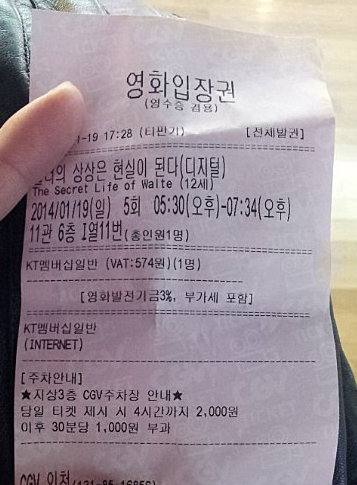 영화입장권
(영수증 겸용)
1-19 17:28 (티판기) [전체발권]
상상은 현실이 된다(디지털)
The Secret Life of Walte (12세)
2014/01/19(일) 5회 05:30(오후)-07:34(오후)
11관 6층 I열11번(총인원1명)
KT멤버십일반 (VAT:574원)(1명)
[영화발전기금3%, 부가세 포함]
KT멤버십일반
(INTERNET)
[주차안내]
★지상3층 CGV주차장 안내★
당일 티켓 제시 시 4시간까지 2,000원
이후 30분당 1,000원 부과
CGV